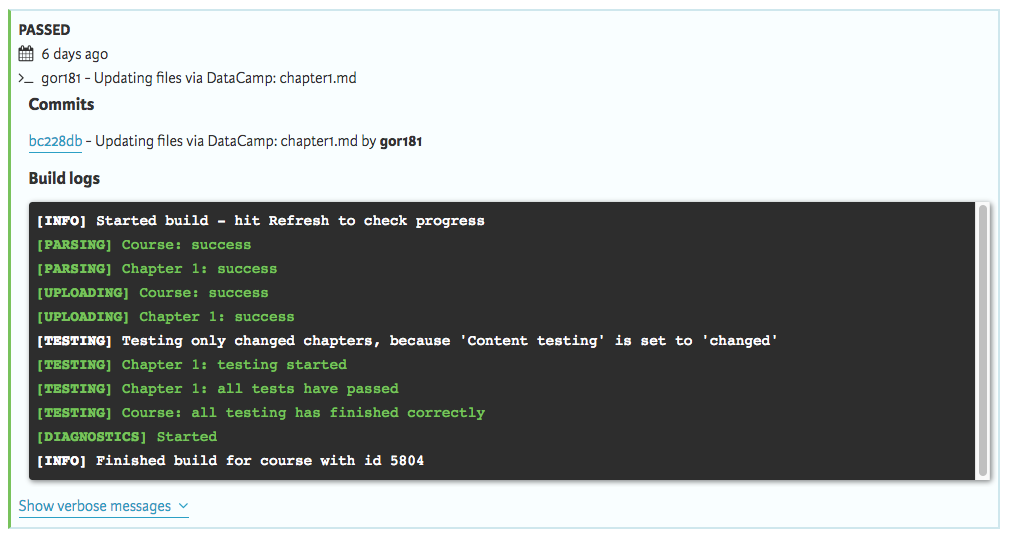 PASSED
6 days ago
gor181 - Updating files via DataCamp: chapter1.md
Commits
bc228db - Updating files via DataCamp: chapter1.md by gor181
Build logs
[INFO] Started build – hit Refresh to check progress
[PARSING] Course: success
[PARSING] Chapter 1: success
[UPLOADING] Course: success
[UPLOADING] Chapter 1: success
[TESTING] Testing only changed chapters, because 'Content testing' is set to 'changed'
[TESTING] Chapter 1: testing started
[TESTING] Chapter 1: all tests have passed
[TESTING] Course: all testing has finished correctly
[DIAGNOSTICS] Started
[INFO] Finished build for course with id 5804
Show verbose messages